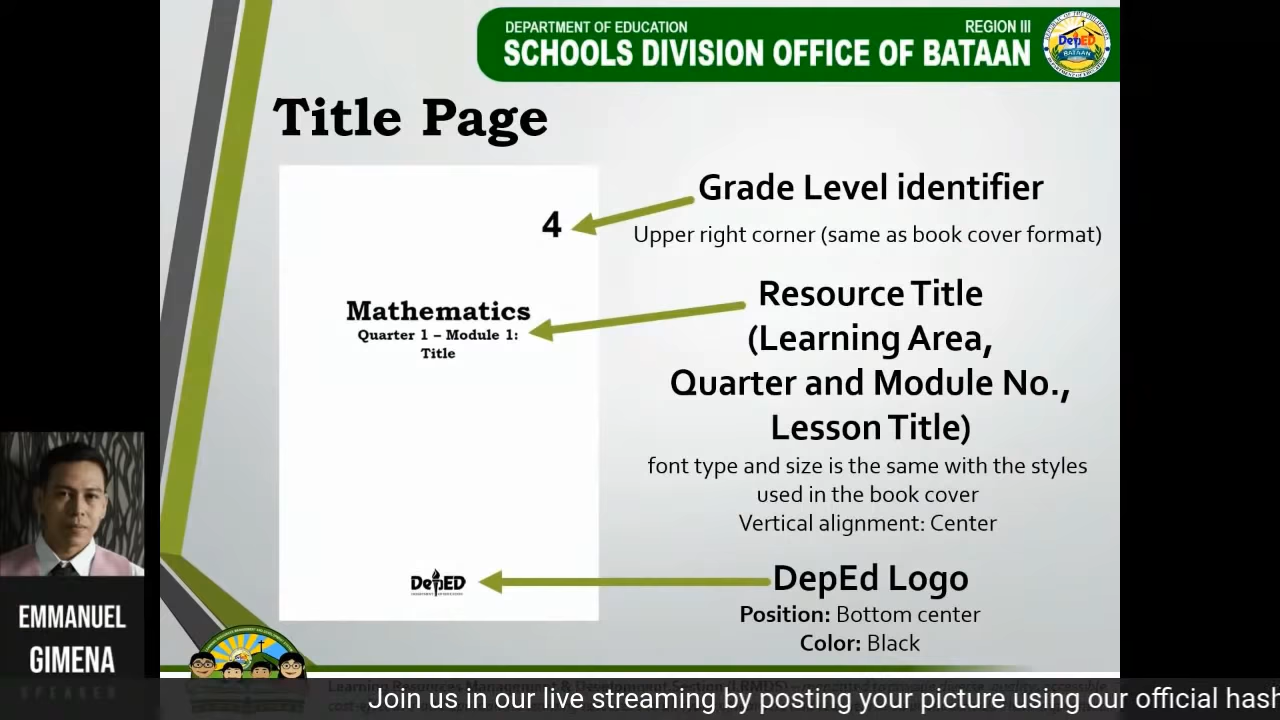 DEPARTMENT OF EDUCATION
REGION III
SCHOOLS DIVISION OFFICE OF BATAAN
DepED
BATAAN
Title Page
4
Mathematics
Quarter 1 – Module 1:
Title
DepED
Grade Level identifier
Upper right corner (same as book cover format)
Resource Title
(Learning Area,
Quarter and Module No.,
Lesson Title)
font type and size is the same with the styles
used in the book cover
Vertical alignment: Center
DepEd Logo
Position: Bottom center
Color: Black
EMMANUEL
GIMENA
SPEAKER
Join us in our live streaming by posting your picture using our official hash